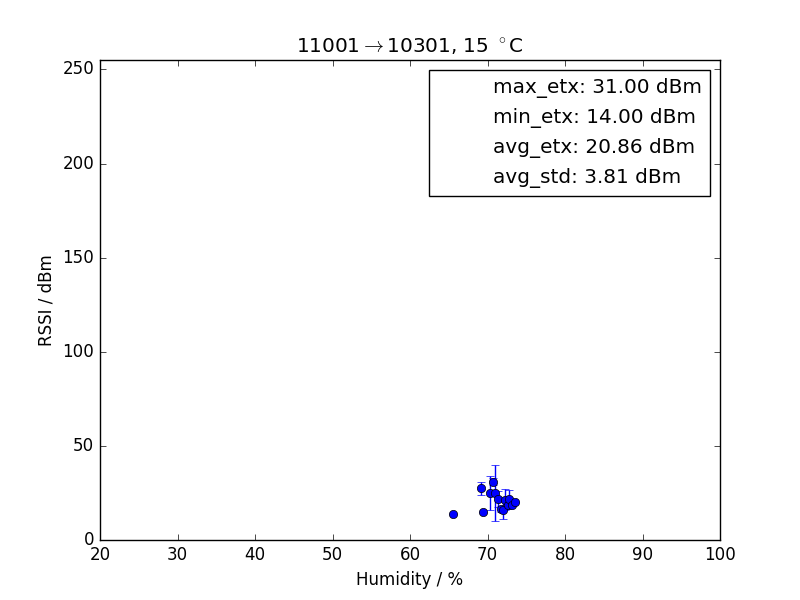 11001→10301, 15 °C
max_etx: 31.00 dBm
min_etx: 14.00 dBm
avg_etx: 20.86 dBm
avg_std: 3.81 dBm
RSSI / dBm
250
200
150
100
50
0
20 30 40 50 60 70 80 90 100
Humidity / %